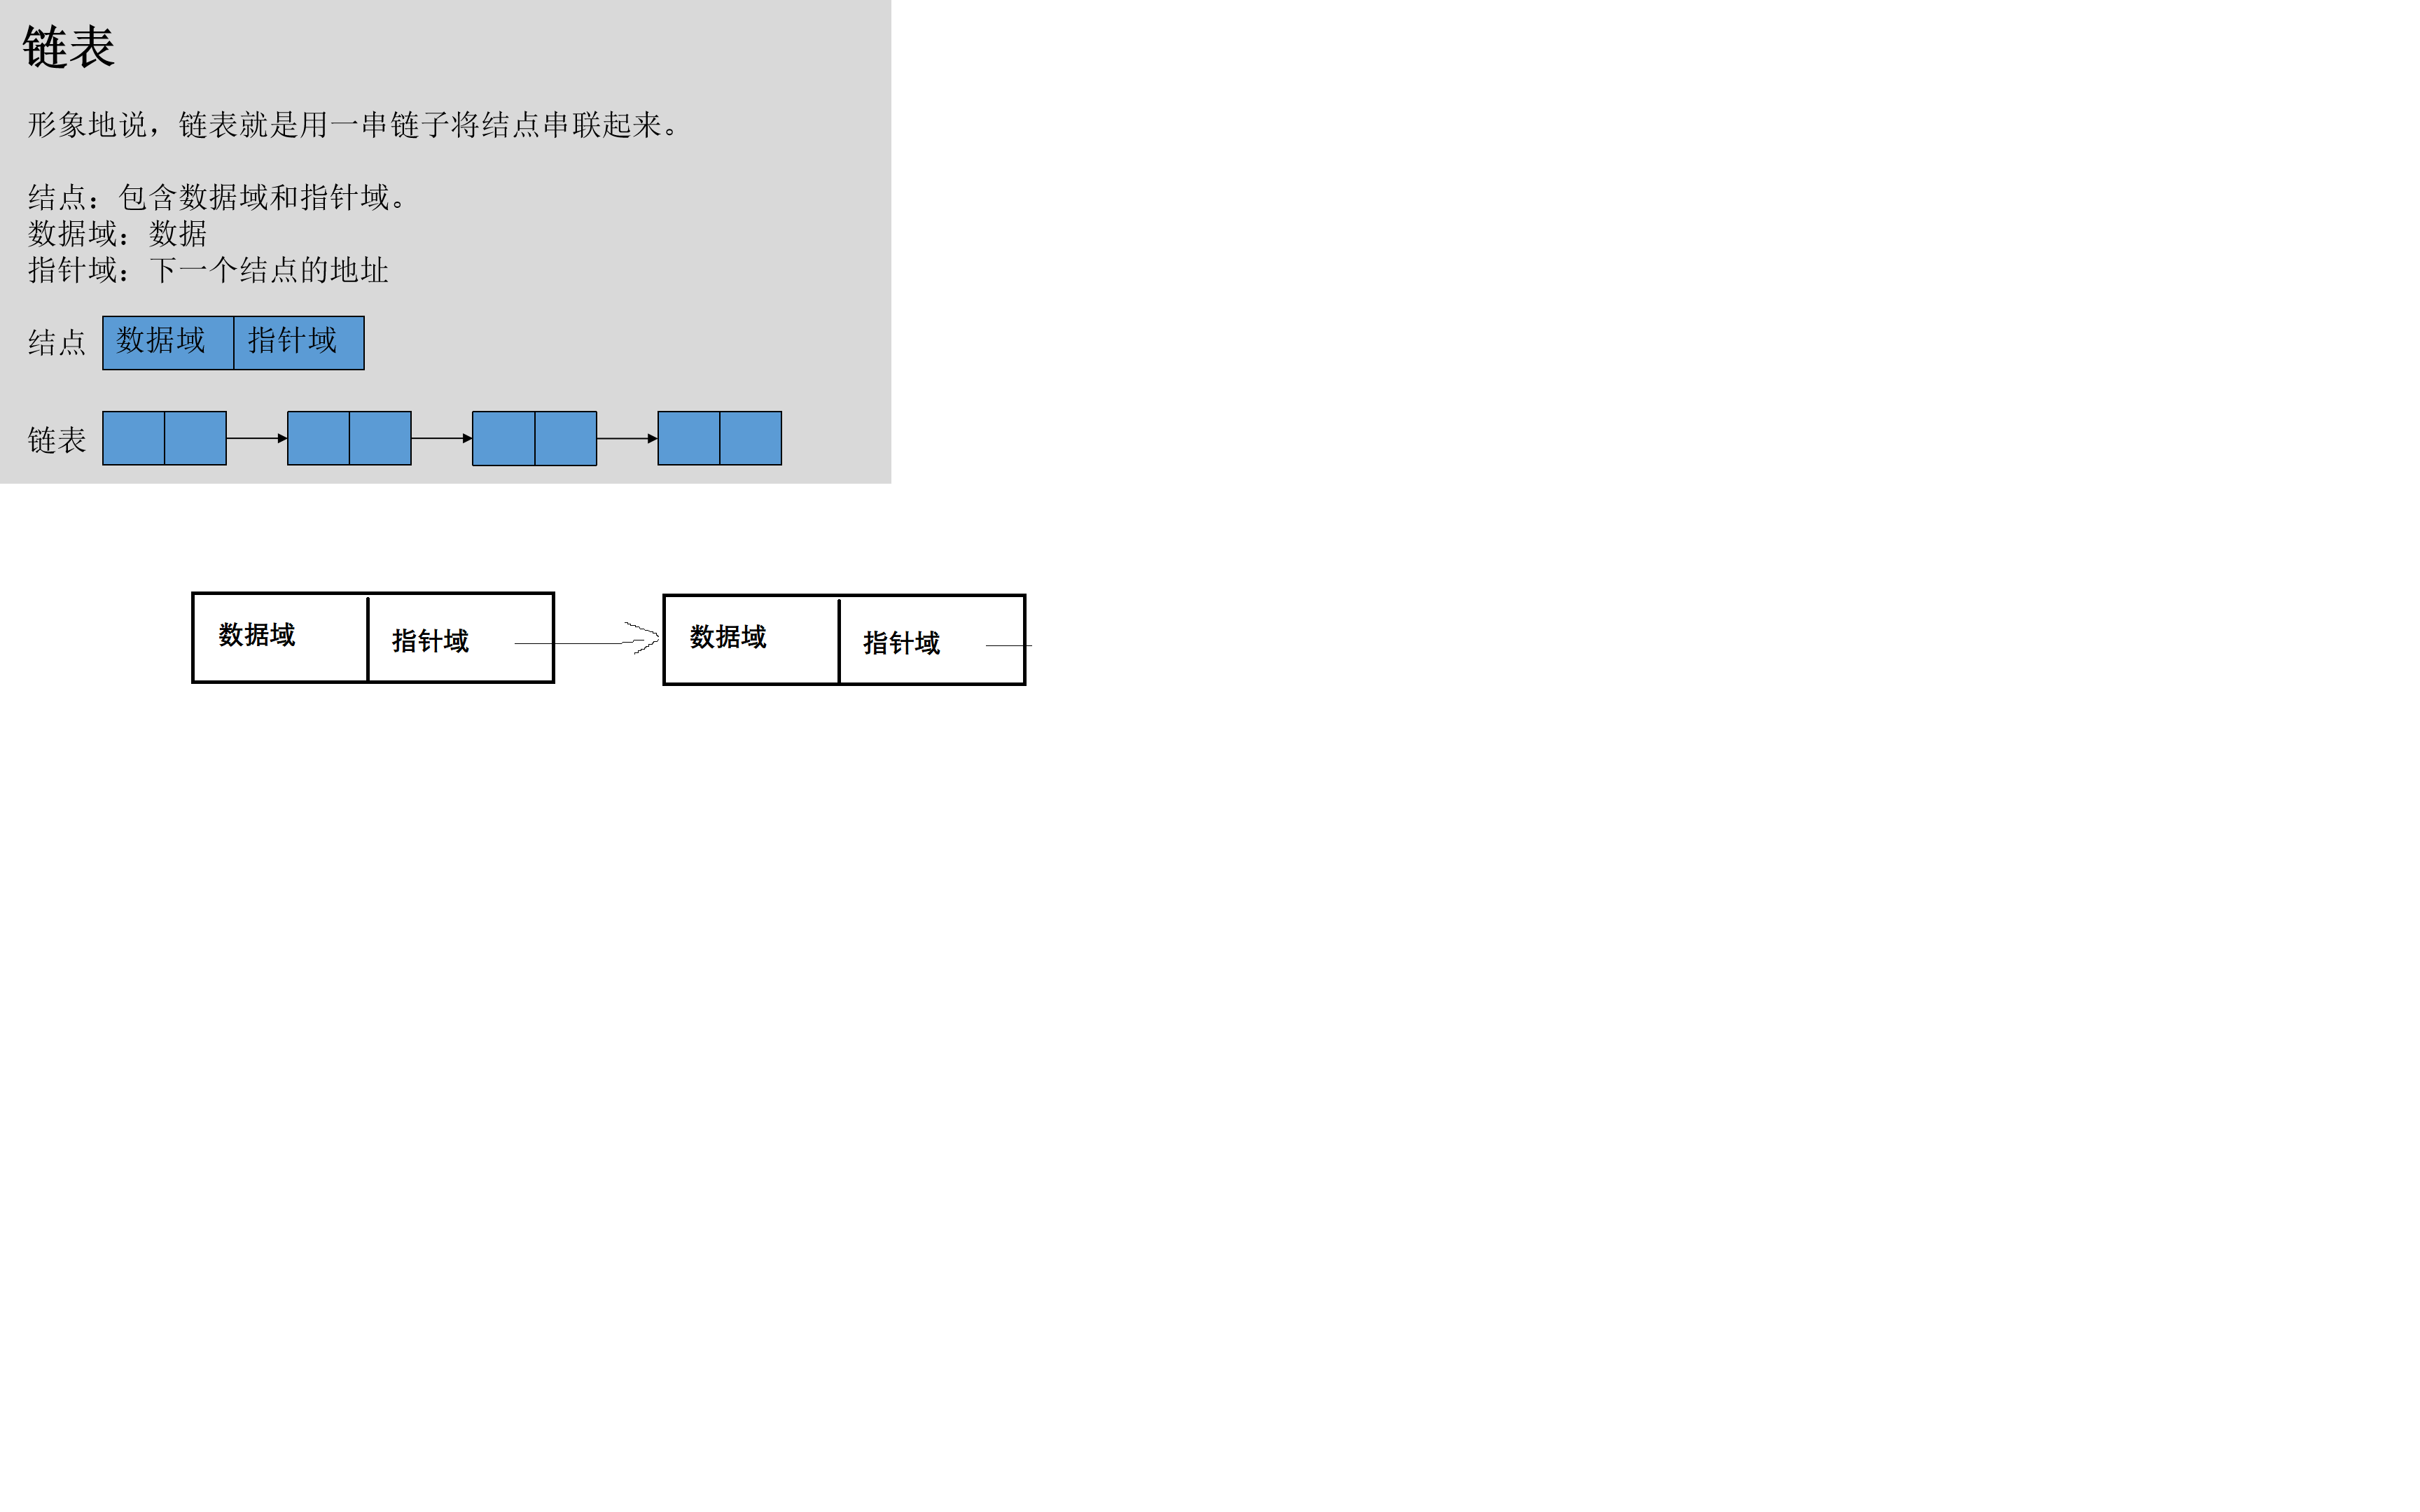 链表
形象地说，链表就是用一串链子将结点串联起来。
结点：包含数据域和指针域。
数据域：数据
指针域：下一个结点的地址
结点 数据域 指针域
链表
数据域 指针域 数据域 指针域